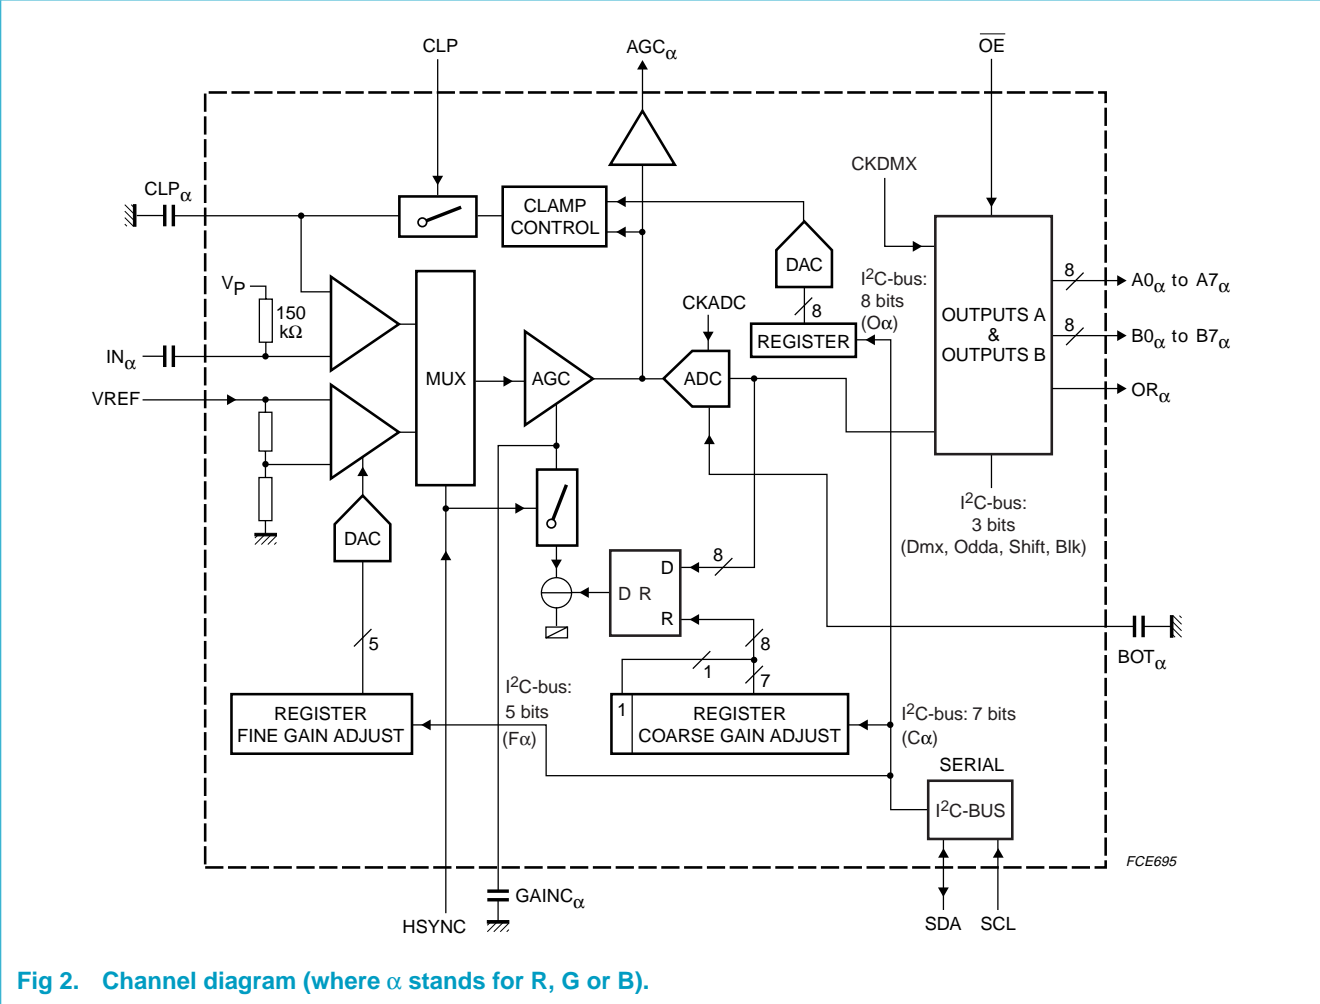 CLP
AGCα
OE
CKDMX
CLPα
CLAMP
CONTROL
DAC
I2C-bus:
8 bits
(Oα)
8
REGISTER
VP
150
kΩ
CKADC
INα
VREF
MUX
AGC
ADC
OUTPUTS A
&
OUTPUTS B
8
A0α to A7α
8
B0α to B7α
ORα
I2C-bus:
3 bits
(Dmx, Odda, Shift, Blk)
DAC
5
D
D R
R
8
8
1
7
BOTα
REGISTER
FINE GAIN ADJUST
I2C-bus:
5 bits
(Fα)
1
REGISTER
COARSE GAIN ADJUST
I2C-bus: 7 bits
(Cα)
SERIAL
I2C-BUS
FCE695
GAINCα
HSYNC
SDA
SCL
Fig 2. Channel diagram (where α stands for R, G or B).